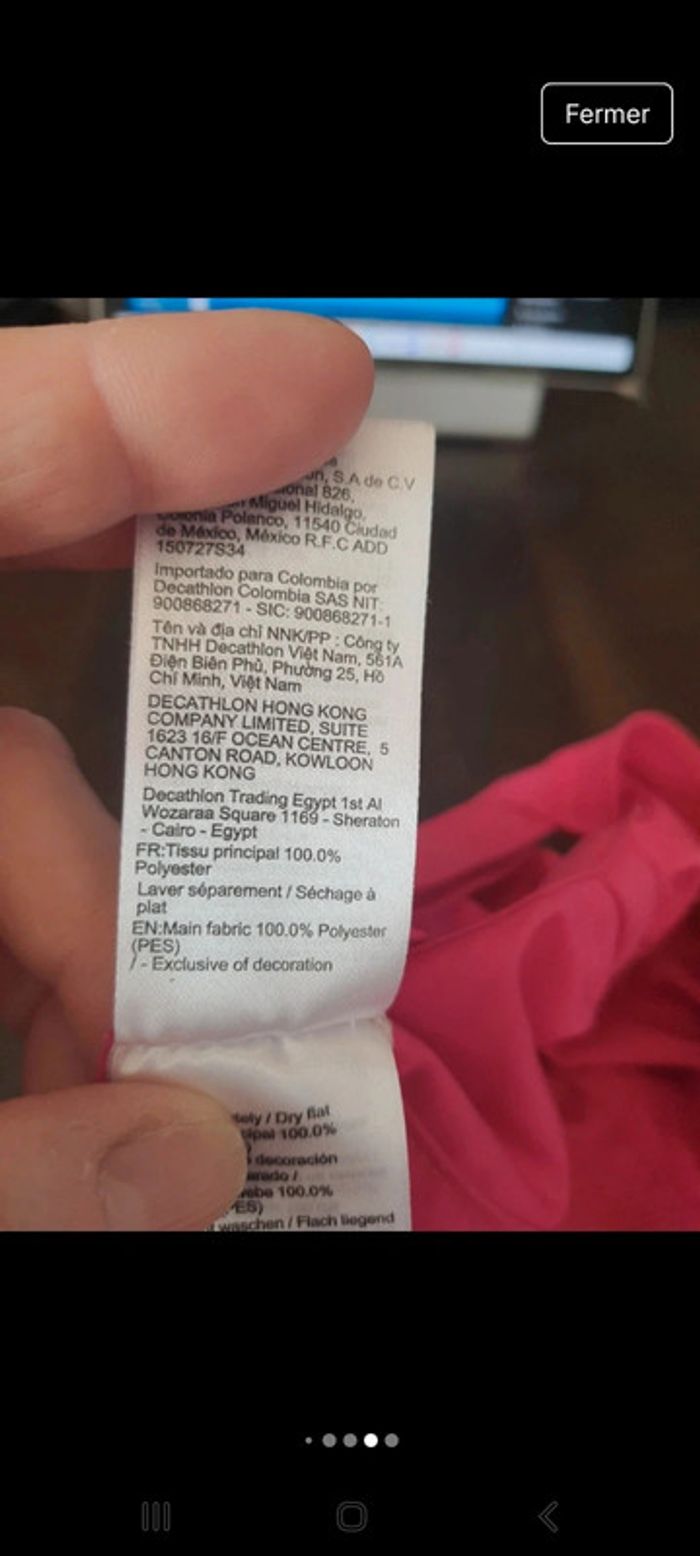 Fermer
S.A de C.V
826,
Miguel Hidalgo,
Colonia Polanco, 11540 Ciudad
de México, México R.F.C ADD
150727S34
Importado para Colombia por
Decathlon Colombia SAS NIT:
900868271 - SIC: 900868271-1
Tên và địa chỉ NNK/PP : Công ty
TNHH Decathlon Việt Nam, 561A
Điện Biên Phủ, Phường 25, Hồ
Chí Minh, Việt Nam
DECATHLON HONG KONG
COMPANY LIMITED, SUITE
1623 16/F OCEAN CENTRE, 5
CANTON ROAD, KOWLOON
HONG KONG
Decathlon Trading Egypt 1st Al
Wozaraa Square 1169 - Sheraton
- Cairo - Egypt
FR:Tissu principal 100.0%
Polyester
Laver séparement / Séchage à
plat
EN:Main fabric 100.0% Polyester
(PES)
/ - Exclusive of decoration
/ Dry flat
100.0%
decoración
/
100.0%
waschen / Flach liegend